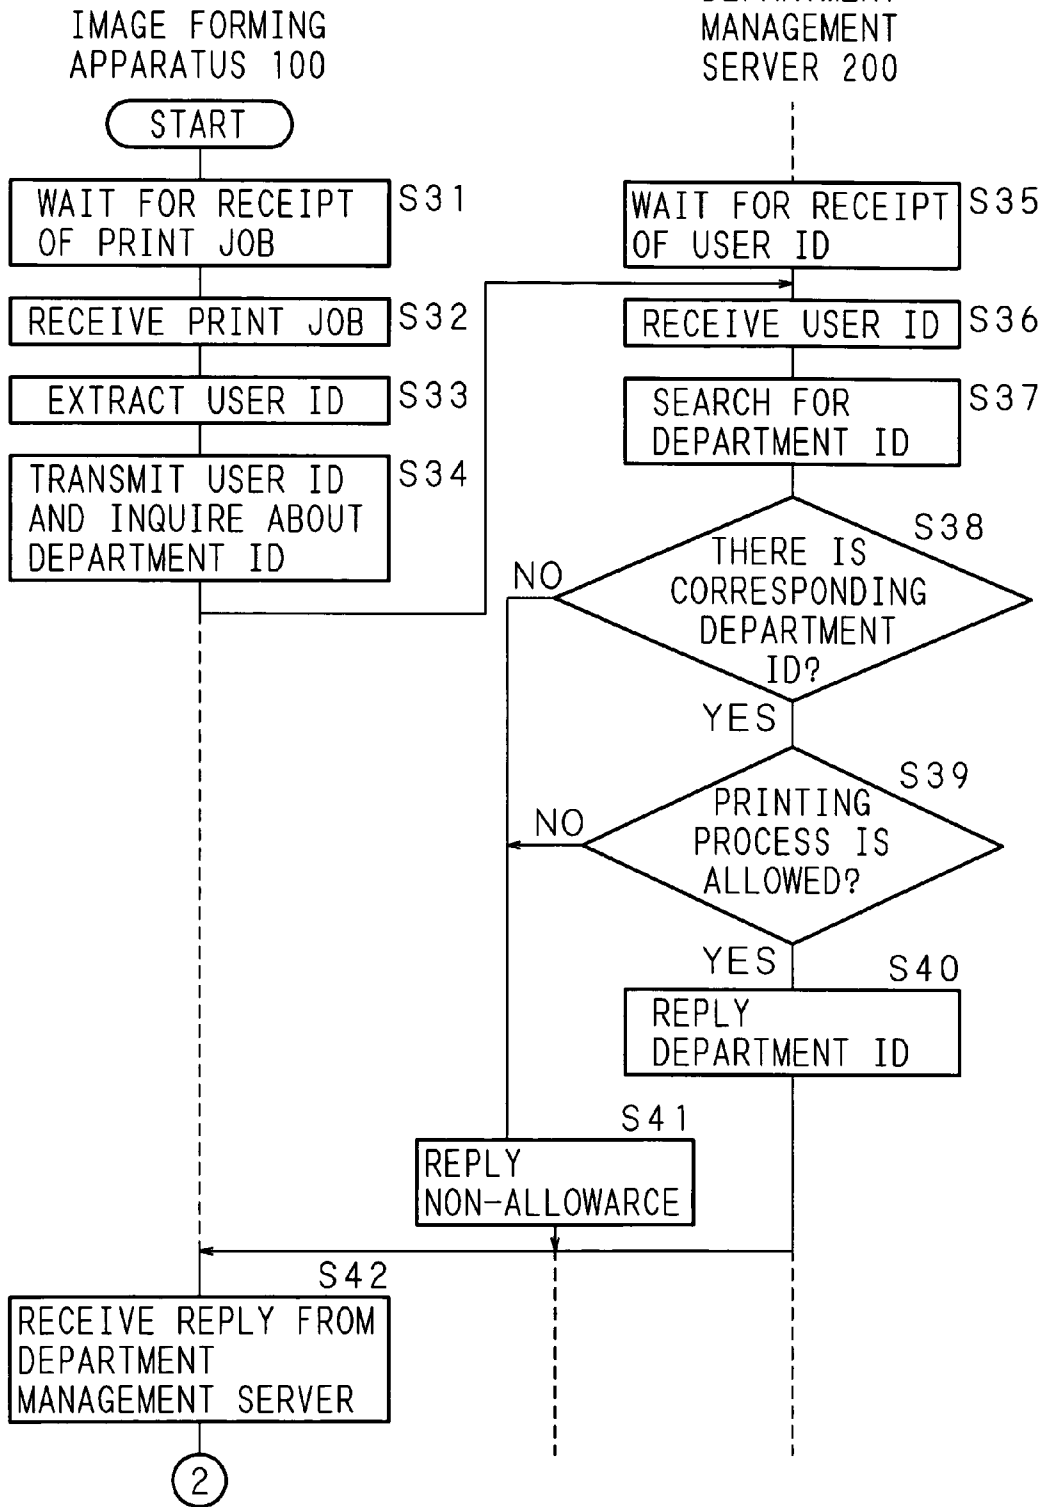 IMAGE FORMING
APPARATUS 100
START
WAIT FOR RECEIPT
OF PRINT JOB
S31
RECEIVE PRINT JOB
S32
EXTRACT USER ID
S33
TRANSMIT USER ID
AND INQUIRE ABOUT
DEPARTMENT ID
S34
DEPARTMENT
MANAGEMENT
SERVER 200
WAIT FOR RECEIPT
OF USER ID
S35
RECEIVE USER ID
S36
SEARCH FOR
DEPARTMENT ID
S37
S38
THERE IS
CORRESPONDING
DEPARTMENT
ID?
NO
YES
S39
PRINTING
PROCESS IS
ALLOWED?
NO
YES
S40
REPLY
DEPARTMENT ID
S41
REPLY
NON-ALLOWARCE
S42
RECEIVE REPLY FROM
DEPARTMENT
MANAGEMENT SERVER
2